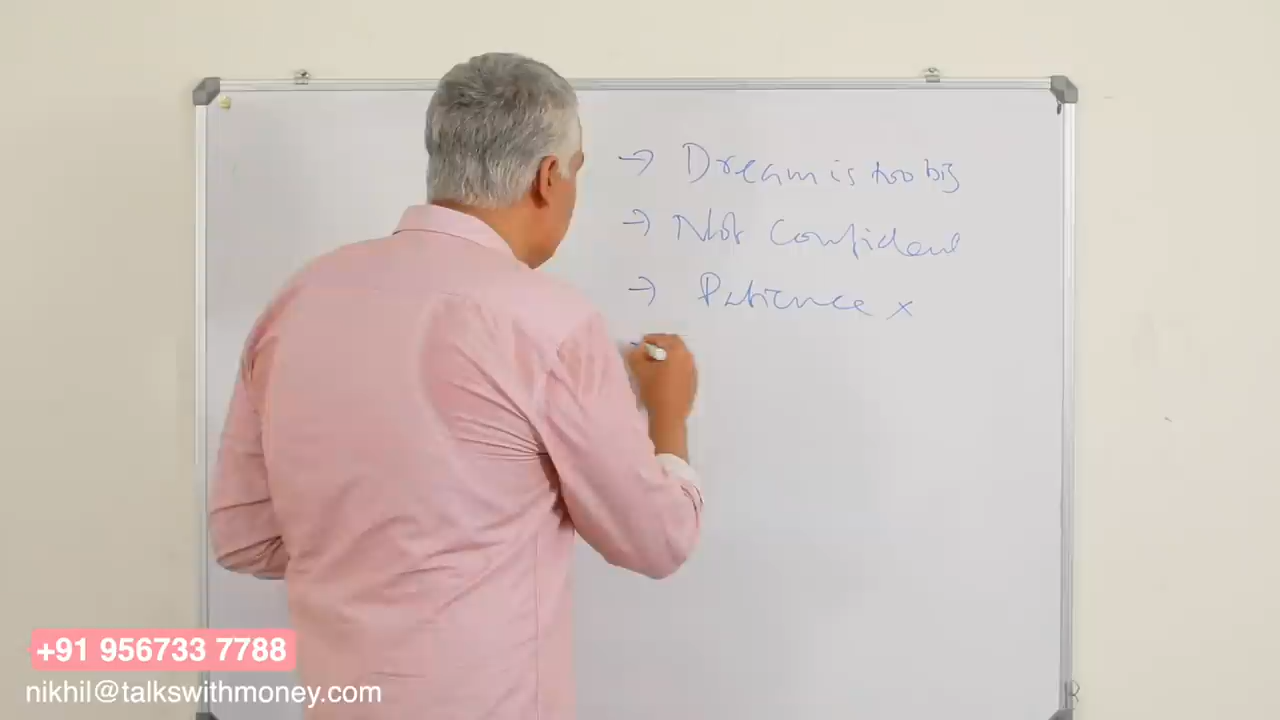 → Dream is too big
→ Not Confident
→ Patience x
+91 956733 7788
nikhil@talkswithmoney.com